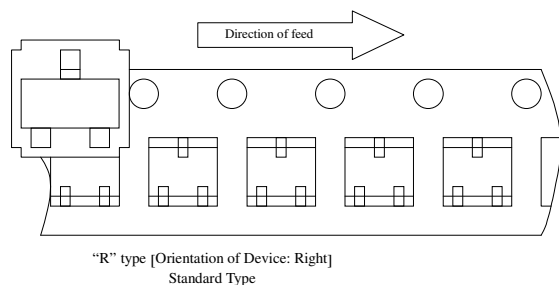 Direction of feed
“R” type [Orientation of Device: Right]
Standard Type